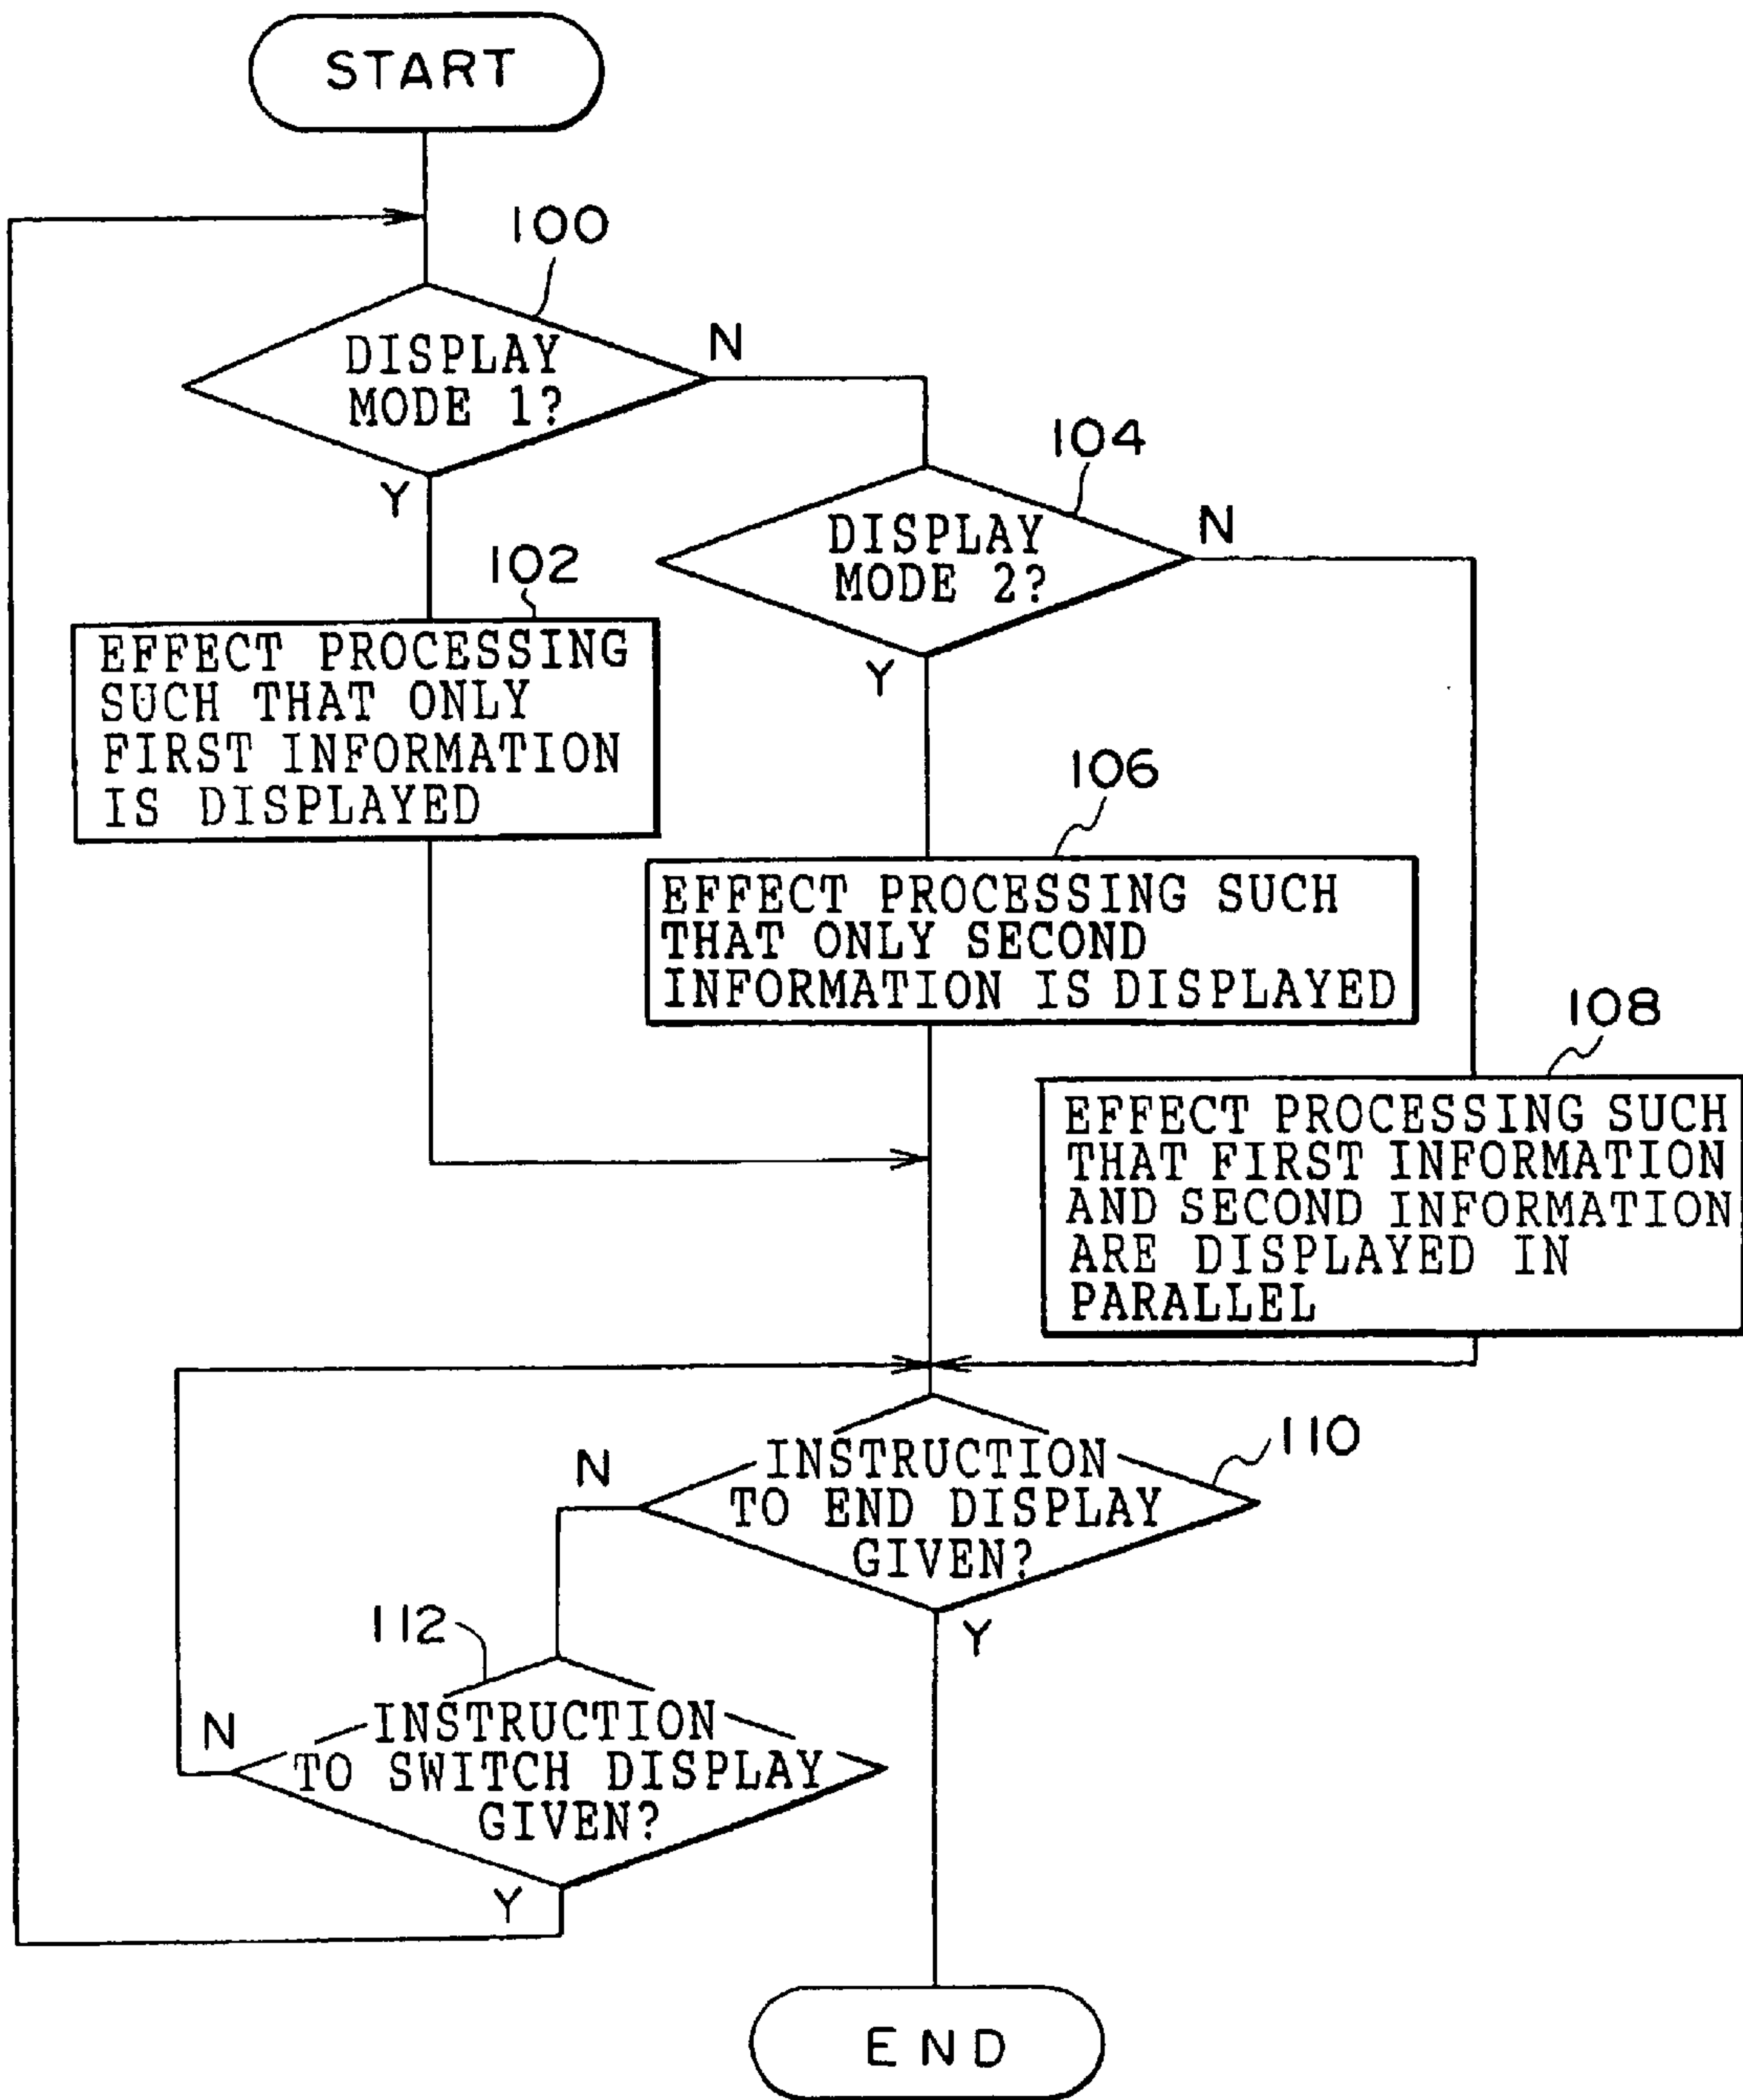 START
100
DISPLAY
MODE 1?
N
Y
104
DISPLAY
MODE 2?
N
Y
102
EFFECT PROCESSING
SUCH THAT ONLY
FIRST INFORMATION
IS DISPLAYED
106
EFFECT PROCESSING SUCH
THAT ONLY SECOND
INFORMATION IS DISPLAYED
108
EFFECT PROCESSING SUCH
THAT FIRST INFORMATION
AND SECOND INFORMATION
ARE DISPLAYED IN
PARALLEL
110
INSTRUCTION
TO END DISPLAY
GIVEN?
N
Y
112
INSTRUCTION
TO SWITCH DISPLAY
GIVEN?
N
Y
END